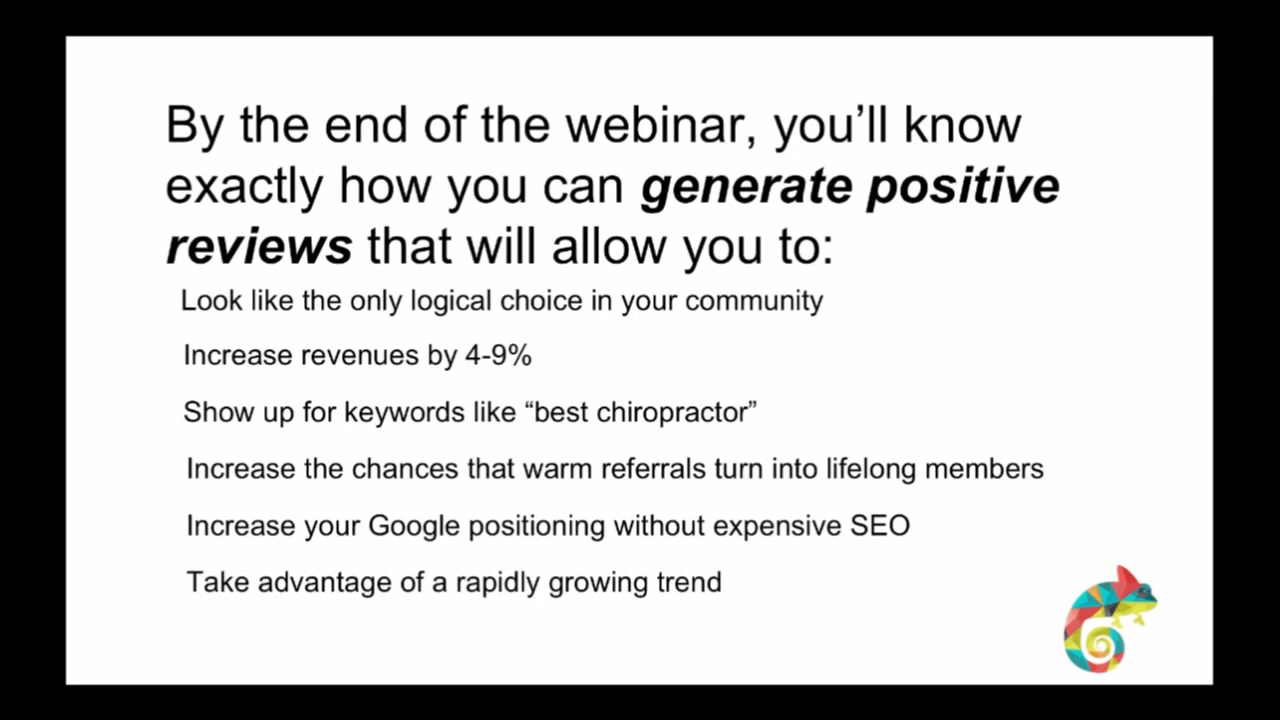 By the end of the webinar, you’ll know
exactly how you can generate positive
reviews that will allow you to:
Look like the only logical choice in your community
Increase revenues by 4-9%
Show up for keywords like “best chiropractor”
Increase the chances that warm referrals turn into lifelong members
Increase your Google positioning without expensive SEO
Take advantage of a rapidly growing trend